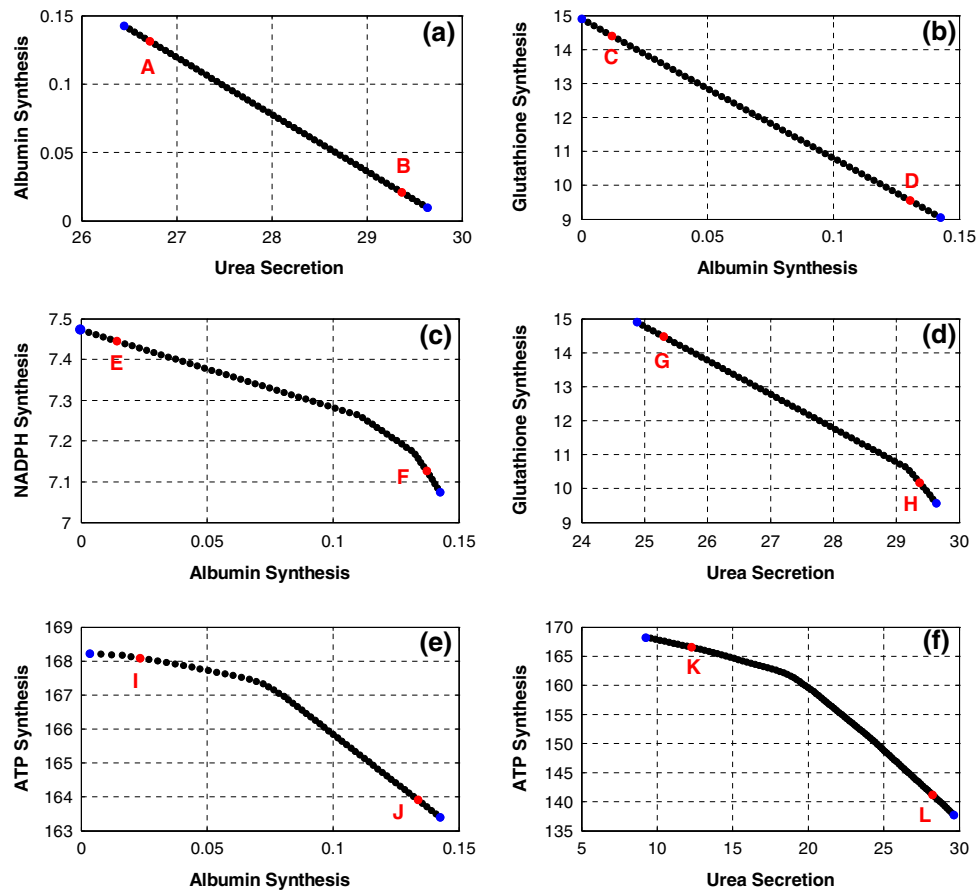 (a)
Albumin Synthesis
0.15
0.1
0.05
0
A
B
26 27 28 29 30
Urea Secretion
(b)
Glutathione Synthesis
15
14
13
12
11
10
9
C
D
0 0.05 0.1 0.15
Albumin Synthesis
(c)
NADPH Synthesis
7.5
7.4
7.3
7.2
7.1
7
E
F
0 0.05 0.1 0.15
Albumin Synthesis
(d)
Glutathione Synthesis
15
14
13
12
11
10
9
G
H
24 25 26 27 28 29 30
Urea Secretion
(e)
ATP Synthesis
169
168
167
166
165
164
163
I
J
0 0.05 0.1 0.15
Albumin Synthesis
(f)
ATP Synthesis
170
165
160
155
150
145
140
135
K
L
5 10 15 20 25 30
Urea Secretion